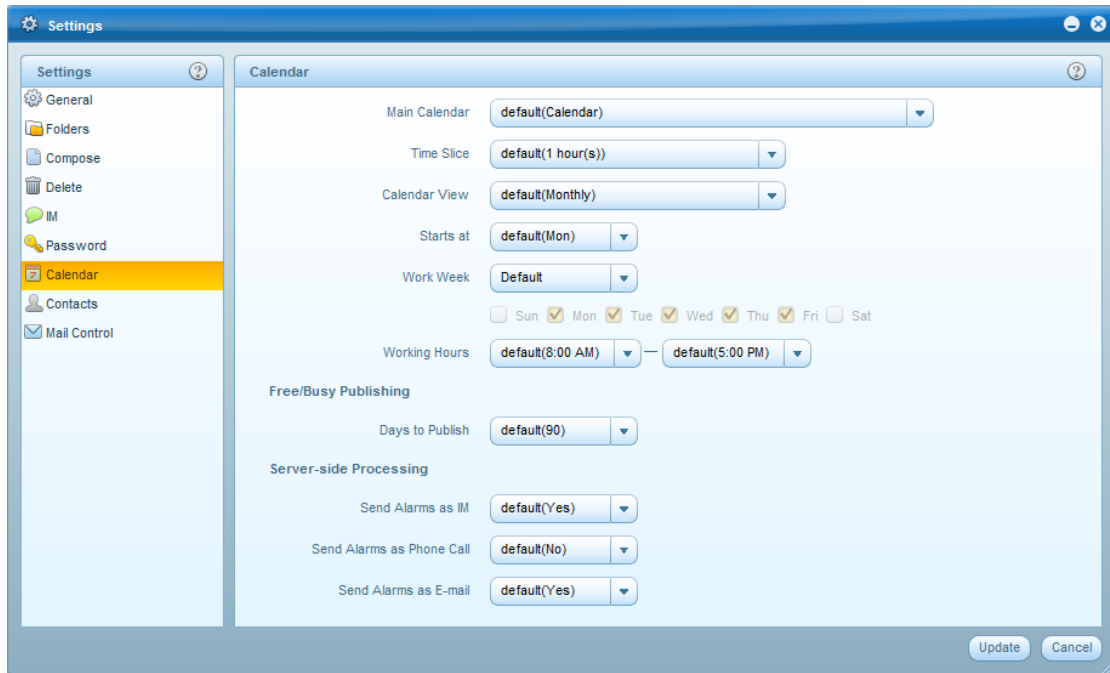 Settings
Settings
General
Folders
Compose
Delete
IM
Password
Calendar
Contacts
Mail Control
Calendar
Main Calendar default(Calendar)
Time Slice default(1 hour(s))
Calendar View default(Monthly)
Starts at default(Mon)
Work Week Default
Sun Mon Tue Wed Thu Fri Sat
Working Hours default(8:00 AM) — default(5:00 PM)
Free/Busy Publishing
Days to Publish default(90)
Server-side Processing
Send Alarms as IM default(Yes)
Send Alarms as Phone Call default(No)
Send Alarms as E-mail default(Yes)
Update Cancel